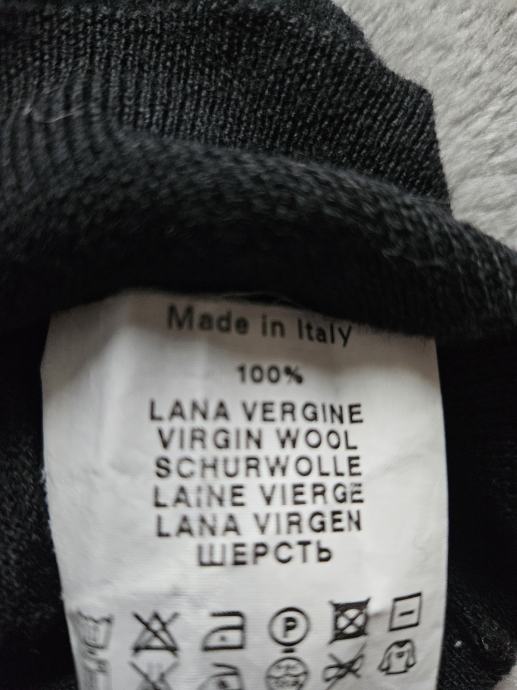 Made in Italy
100%
LANA VERGINE
VIRGIN WOOL
SCHURWOLLE
LAINE VIERGE
LANA VIRGEN
ШЕРСТЬ
P